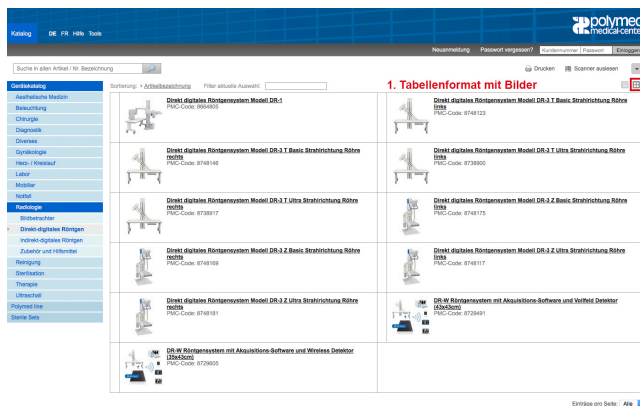 polymed
medical-center
Katalog DE FR Hilfe Tools
Neuanmeldung Passwort vergessen? Kundennummer Passwort Einloggen
Suche in allen Artikel / Nr. Bezeichnung
Drucken Scanner auslesen
Gerätekatalog
Sortierung: Artikelbezeichnung Filter aktuelle Auswahl:
1. Tabellenformat mit Bilder
Aesthetische Medizin
Beleuchtung
Chirurgie
Diagnostik
Diverses
Gynäkologie
Herz- / Kreislauf
Labor
Mobiliar
Notfall
Radiologie
Bildbetrachter
Direkt-digitales Röntgen
Indirekt-digitales Röntgen
Zubehör und Hilfsmittel
Reinigung
Sterilisation
Therapie
Ultraschall
Polymed line
Sterile Sets
Direkt digitales Röntgensystem Modell DR-1
PMC-Code: 8664805
Direkt digitales Röntgensystem Modell DR-3 T Basic Strahlrichtung Röhre
links
PMC-Code: 8748123
Direkt digitales Röntgensystem Modell DR-3 T Basic Strahlrichtung Röhre
rechts
PMC-Code: 8748146
Direkt digitales Röntgensystem Modell DR-3 T Ultra Strahlrichtung Röhre
links
PMC-Code: 8738900
Direkt digitales Röntgensystem Modell DR-3 T Ultra Strahlrichtung Röhre
rechts
PMC-Code: 8738917
Direkt digitales Röntgensystem Modell DR-3 Z Basic Strahlrichtung Röhre
links
PMC-Code: 8748175
Direkt digitales Röntgensystem Modell DR-3 Z Basic Strahlrichtung Röhre
rechts
PMC-Code: 8748169
Direkt digitales Röntgensystem Modell DR-3 Z Ultra Strahlrichtung Röhre
links
PMC-Code: 8748117
Direkt digitales Röntgensystem Modell DR-3 Z Ultra Strahlrichtung Röhre
rechts
PMC-Code: 8748181
DR-W Röntgensystem mit Akquisitions-Software und Vollfeld Detektor
(43x43cm)
PMC-Code: 8729491
DR-W Röntgensystem mit Akquisitions-Software und Wireless Detektor
(35x43cm)
PMC-Code: 8729605
Einträge pro Seite: Alle